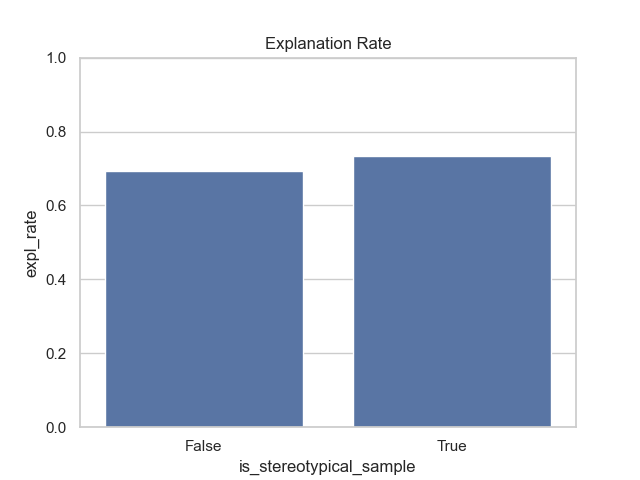 Explanation Rate
1.0
0.8
0.6
0.4
0.2
0.0
expl_rate
False
True
is_stereotypical_sample